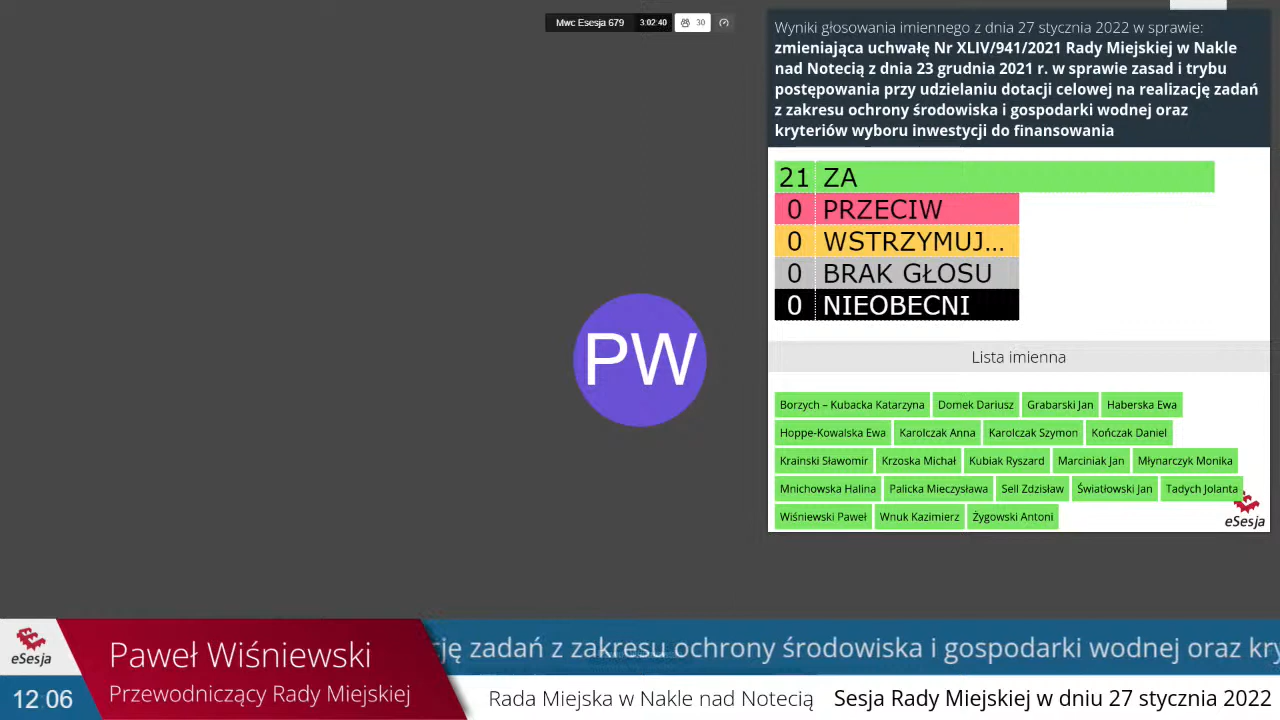 Mwc Esesja 679 3:02:40 30
Wyniki głosowania imiennego z dnia 27 stycznia 2022 w sprawie:
zmieniająca uchwałę Nr XLIV/941/2021 Rady Miejskiej w Nakle
nad Notecią z dnia 23 grudnia 2021 r. w sprawie zasad i trybu
postępowania przy udzielaniu dotacji celowej na realizację zadań
z zakresu ochrony środowiska i gospodarki wodnej oraz
kryteriów wyboru inwestycji do finansowania
21 ZA
0 PRZECIW
0 WSTRZYMUJ...
0 BRAK GŁOSU
0 NIEOBECNI
PW
Lista imienna
Borzych – Kubacka Katarzyna Domek Dariusz Grabarski Jan Haberska Ewa
Hoppe-Kowalska Ewa Karolczak Anna Karolczak Szymon Kończak Daniel
Krainski Sławomir Krzoska Michał Kubiak Ryszard Marciniak Jan Młynarczyk Monika
Mnichowska Halina Palicka Mieczysława Sell Zdzisław Światłowski Jan Tadych Jolanta
Wiśniewski Paweł Wnuk Kazimierz Żygowski Antoni
eSesja
eSesja
Paweł Wiśniewski
Przewodniczący Rady Miejskiej
ję zadań z zakresu ochrony środowiska i gospodarki wodnej oraz kry
12:06
Rada Miejska w Nakle nad Notecią Sesja Rady Miejskiej w dniu 27 stycznia 2022